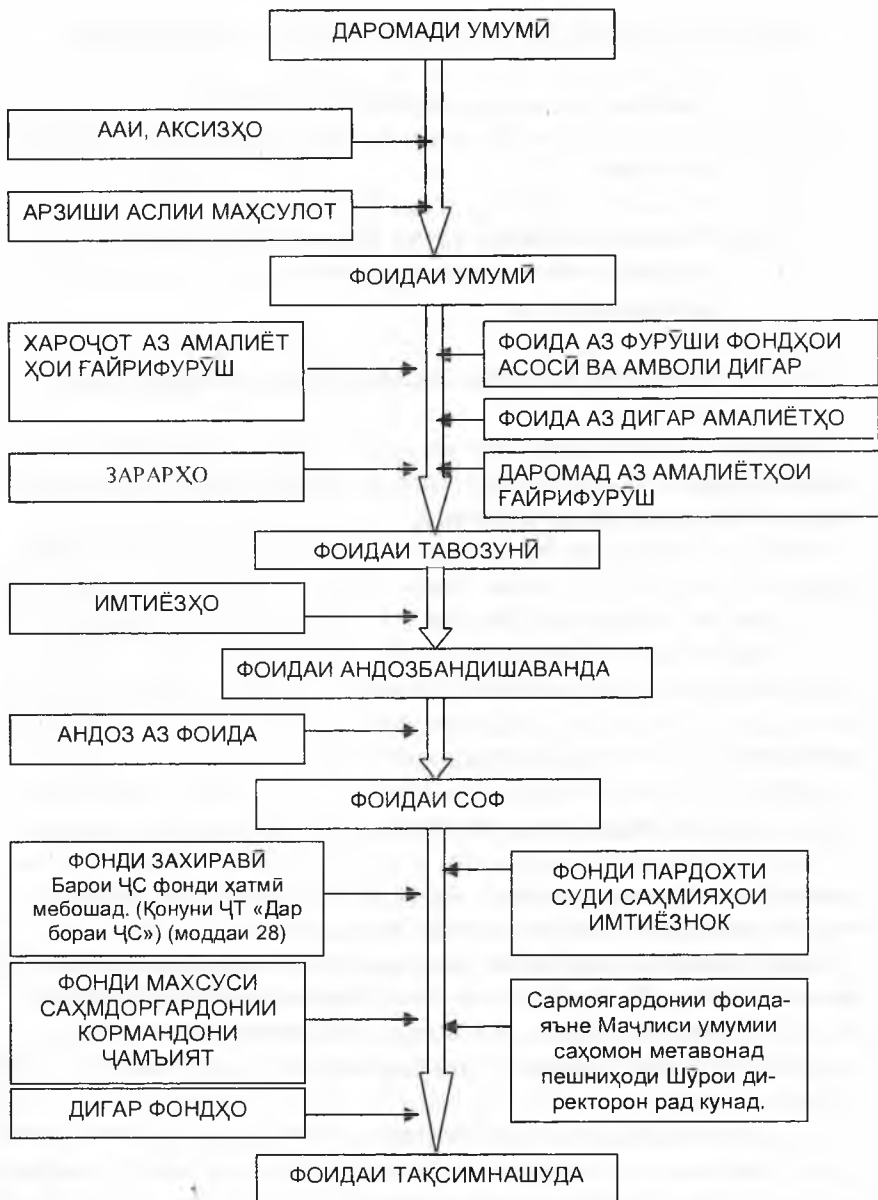 ДАРОМАДИ УМУМӢ
ААИ, АКСИЗҲО
АРЗИШИ АСЛИИ МАҲСУЛОТ
ФОИДАИ УМУМӢ
ХАРОҶОТ АЗ АМАЛИЁТ
ҲОИ ҒАЙРИФУРӮШ
ФОИДА АЗ ФУРӮШИ ФОНДҲОИ
АСОСӢ ВА АМВОЛИ ДИГАР
ФОИДА АЗ ДИГАР АМАЛИЁТҲО
ЗАРАРҲО
ДАРОМАД АЗ АМАЛИЁТҲОИ
ҒАЙРИФУРӮШ
ФОИДАИ ТАВОЗУНӢ
ИМТИЁЗҲО
ФОИДАИ АНДОЗБАНДИШАВАНДА
АНДОЗ АЗ ФОИДА
ФОИДАИ СОФ
ФОНДИ ЗАХИРАВӢ
Барои ҶС фонди ҳатмӣ
мебошад. (Қонуни ҶТ «Дар
бораи ҶС») (моддаи 28)
ФОНДИ ПАРДОХТИ
СУДИ САҲМИЯҲОИ
ИМТИЁЗНОК
ФОНДИ МАХСУСИ
САҲМДОРГАРДОНИИ
КОРМАНДОНИ
ҶАМЪИЯТ
Сармоягардонии фоида-
яъне Маҷлиси умумии
саҳомон метавонад
пешниҳоди Шӯрои ди-
ректорон рад кунад.
ДИГАР ФОНДҲО
ФОИДАИ ТАҚСИМНАШУДА